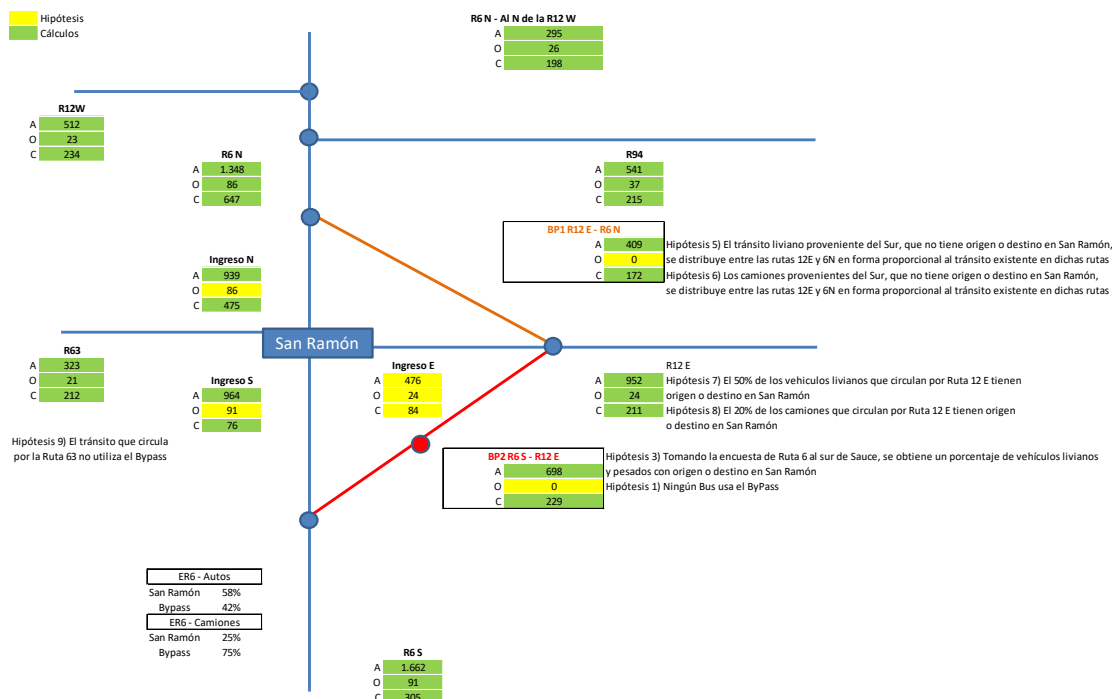 Hipótesis
Cálculos
R6 N - Al N de la R12 W
A 295
O 26
C 198
R12W
A 512
O 23
C 234
R6 N
A 1.348
O 86
C 647
R94
A 541
O 37
C 215
BP1 R12 E - R6 N
A 409
O 0
C 172
Hipótesis 5) El tránsito liviano proveniente del Sur, que no tiene origen o destino en San Ramón,
se distribuye entre las rutas 12E y 6N en forma proporcional al tránsito existente en dichas rutas
Hipótesis 6) Los camiones provenientes del Sur, que no tiene origen o destino en San Ramón,
se distribuye entre las rutas 12E y 6N en forma proporcional al tránsito existente en dichas rutas
Ingreso N
A 939
O 86
C 475
San Ramón
R63
A 323
O 21
C 212
Ingreso S
A 964
O 91
C 76
Ingreso E
A 476
O 24
C 84
R12 E
A 952
O 24
C 211
Hipótesis 7) El 50% de los vehiculos livianos que circulan por Ruta 12 E tienen
origen o destino en San Ramón
Hipótesis 8) El 20% de los camiones que circulan por Ruta 12 E tienen origen
o destino en San Ramón
Hipótesis 9) El tránsito que circula
por la Ruta 63 no utiliza el Bypass
BP2 R6 S - R12 E
A 698
O 0
C 229
Hipótesis 3) Tomando la encuesta de Ruta 6 al sur de Sauce, se obtiene un porcentaje de vehículos livianos
y pesados con origen o destino en San Ramón
Hipótesis 1) Ningún Bus usa el ByPass
ER6 - Autos
San Ramón 58%
Bypass 42%
ER6 - Camiones
San Ramón 25%
Bypass 75%
R6 S
A 1.662
O 91
C 305